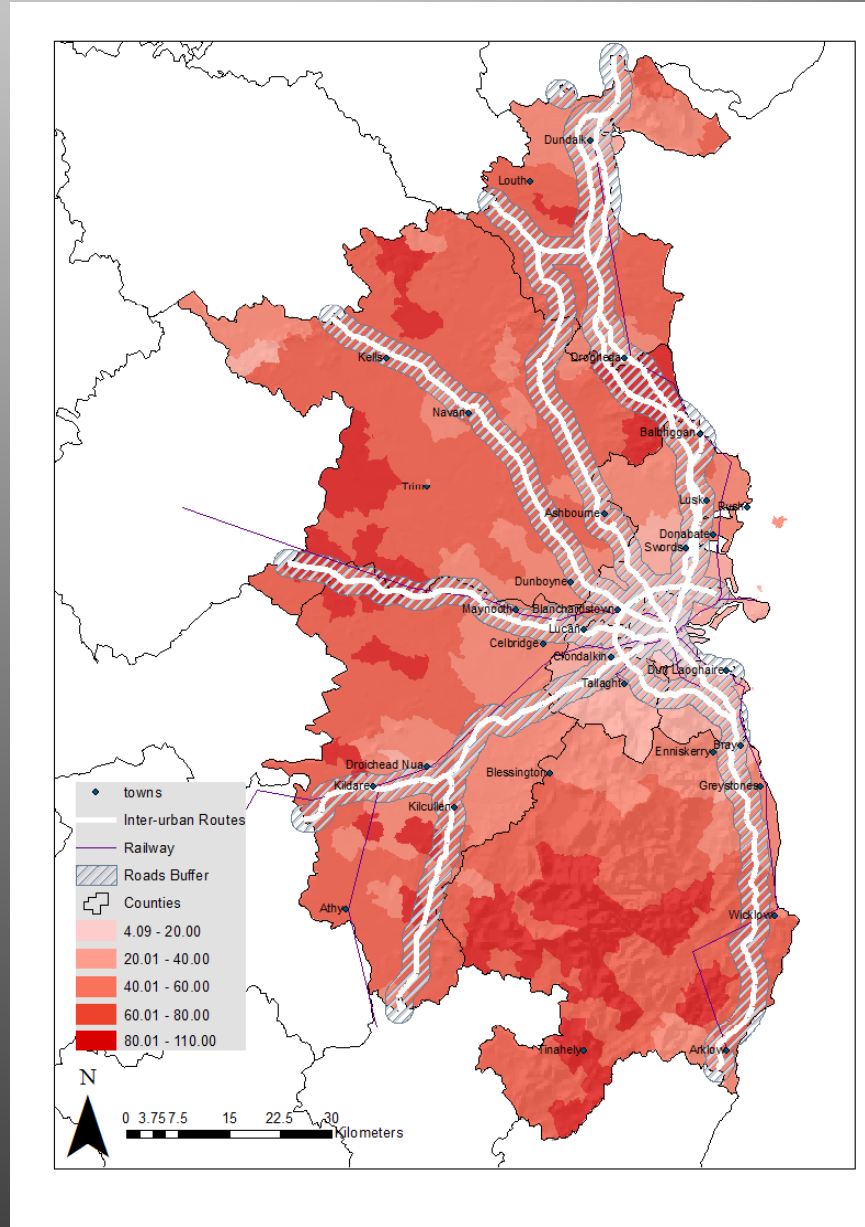 Dundalk
Louth
Kells
Drogheda
Navan
Balbriggan
Trim
Lusk
Rush
Ashbourne
Donabate
Swords
Dunboyne
Maynooth
Blanchardstown
Lucan
Celbridge
Clondalkin
Dun Laoghaire
Tallaght
Bray
Enniskerry
Droichead Nua
Blessington
Kildare
Greystones
Kilcullen
Athy
Wicklow
Tinahely
Arklow
towns
Inter-urban Routes
Railway
Roads Buffer
Counties
4.09 - 20.00
20.01 - 40.00
40.01 - 60.00
60.01 - 80.00
80.01 - 110.00
N
0 3.75 7.5 15 22.5 30
Kilometers